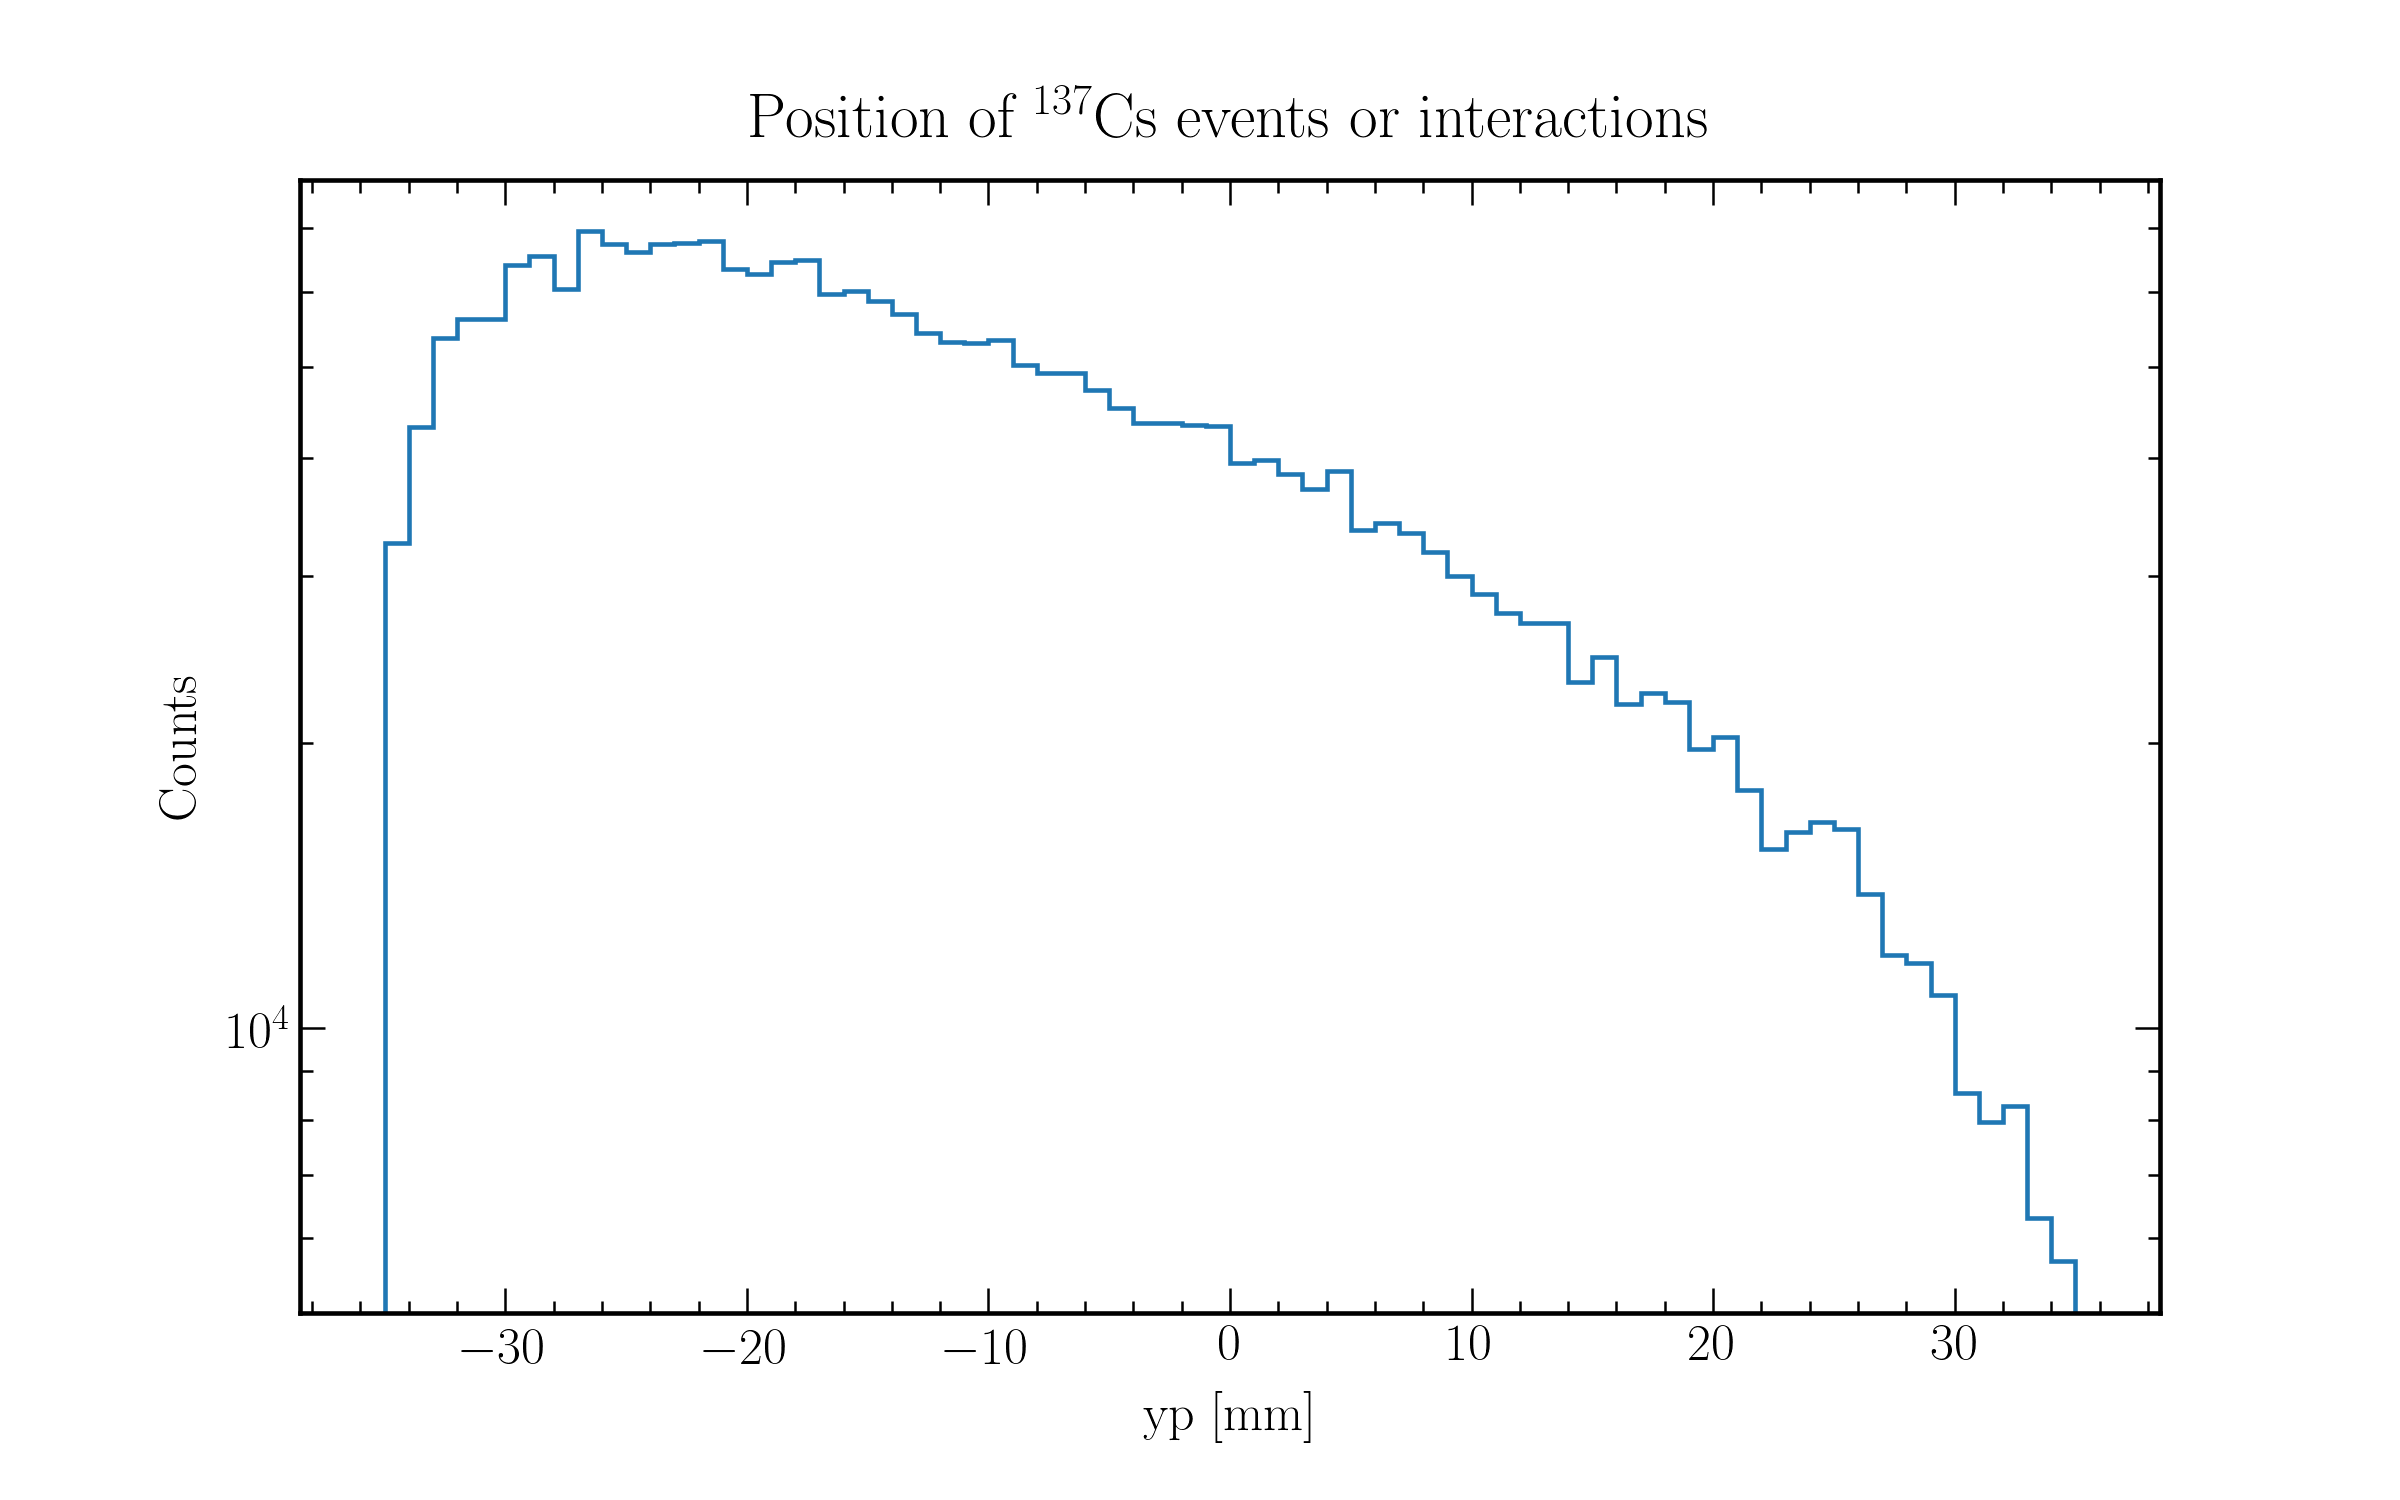 Position of ¹³⁷Cs events or interactions
Counts
10⁴
−30 −20 −10 0 10 20 30
yp [mm]